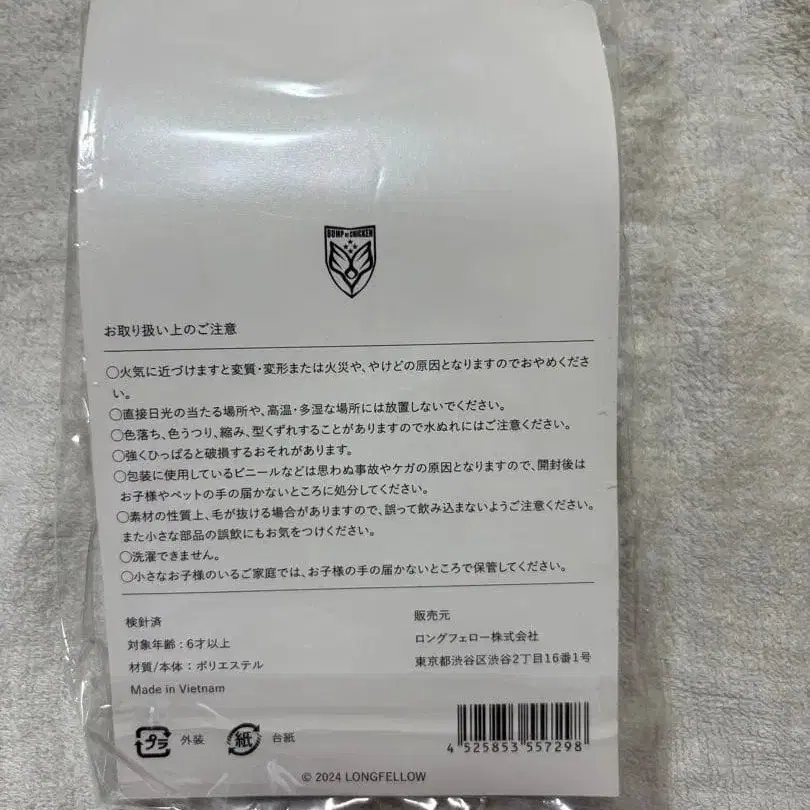 BUMP OF CHICKEN
お取り扱い上のご注意
○火気に近づけますと変質・変形または火災や、やけどの原因となりますのでおやめくださ
い。
○直接日光の当たる場所や、高温・多湿な場所には放置しないでください。
○色落ち、色うつり、縮み、型くずれすることがありますので水ぬれにはご注意ください。
○強くひっぱると破損するおそれがあります。
○包装に使用しているビニールなどは思わぬ事故やケガの原因となりますので、開封後は
お子様やペットの手の届かないところに処分してください。
○素材の性質上、毛が抜ける場合がありますので、誤って飲み込まないようご注意ください。
また小さな部品の誤飲にもお気をつけください。
○洗濯できません。
○小さなお子様のいるご家庭では、お子様の手の届かないところで保管してください。
検針済
対象年齢：6才以上
材質/本体：ポリエステル
Made in Vietnam
販売元
ロングフェロー株式会社
東京都渋谷区渋谷2丁目16番1号
プラ 外装
紙 台紙
4 525853 557298
© 2024 LONGFELLOW